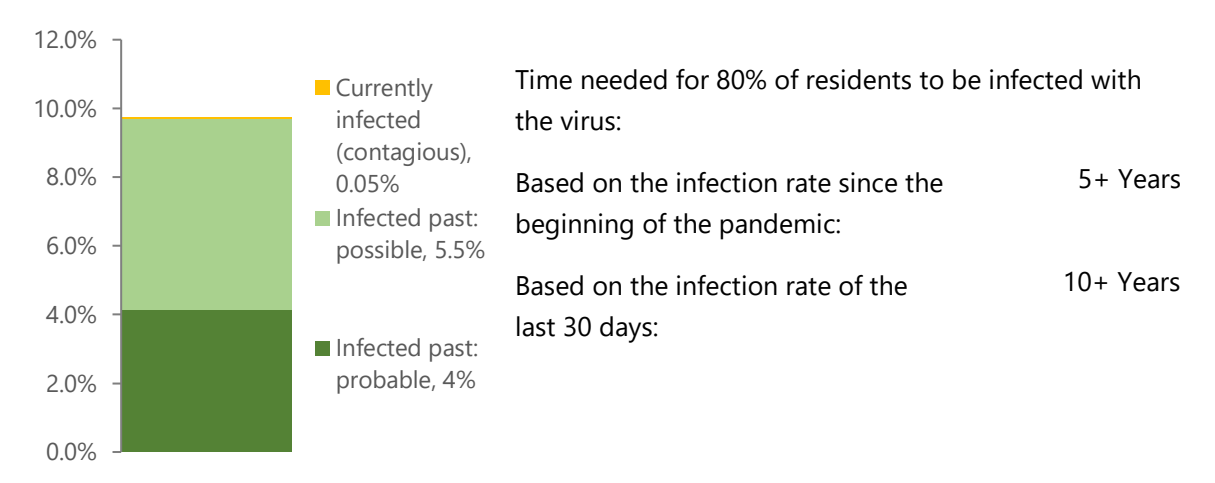 12.0%
10.0%
8.0%
6.0%
4.0%
2.0%
0.0%
Currently
infected
(contagious),
0.05%
Infected past:
possible, 5.5%
Infected past:
probable, 4%
Time needed for 80% of residents to be infected with
the virus:
Based on the infection rate since the
beginning of the pandemic:
5+ Years
Based on the infection rate of the
last 30 days:
10+ Years